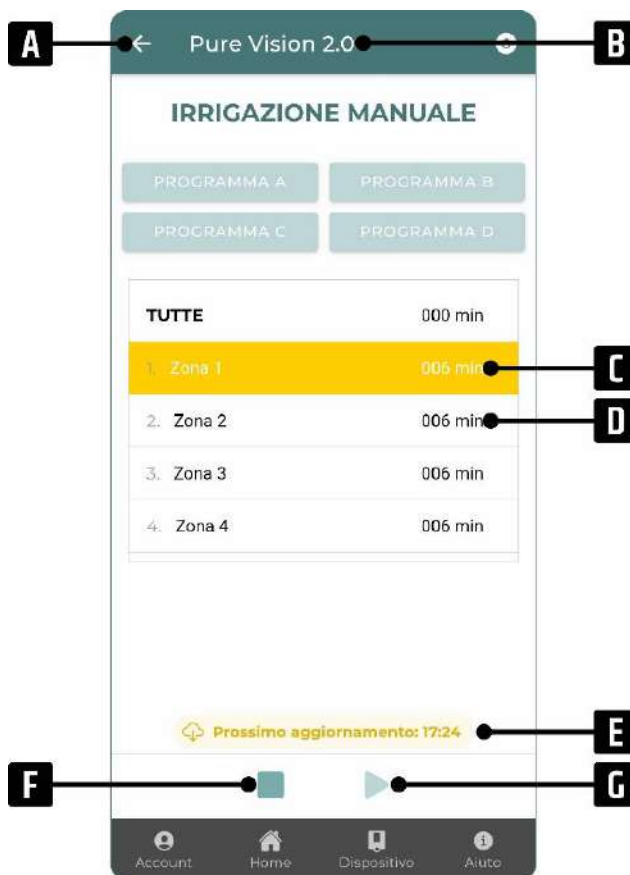 A
Pure Vision 2.0
B
IRRIGAZIONE MANUALE
PROGRAMMA A PROGRAMMA B
PROGRAMMA C PROGRAMMA D
TUTTE 000 min
1. Zona 1 006 min
C
2. Zona 2 006 min
D
3. Zona 3 006 min
4. Zona 4 006 min
Prossimo aggiornamento: 17:24
E
F
G
Account Home Dispositivo Aiuto